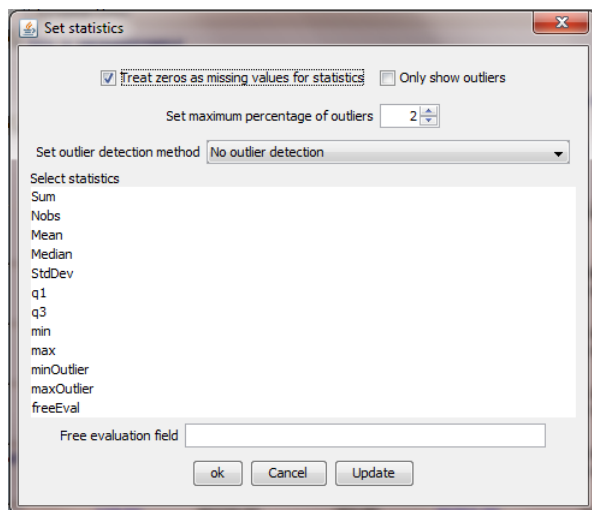 Set statistics
Treat zeros as missing values for statistics Only show outliers
Set maximum percentage of outliers 2
Set outlier detection method No outlier detection
Select statistics
Sum
Nobs
Mean
Median
StdDev
q1
q3
min
max
minOutlier
maxOutlier
freeEval
Free evaluation field
ok Cancel Update